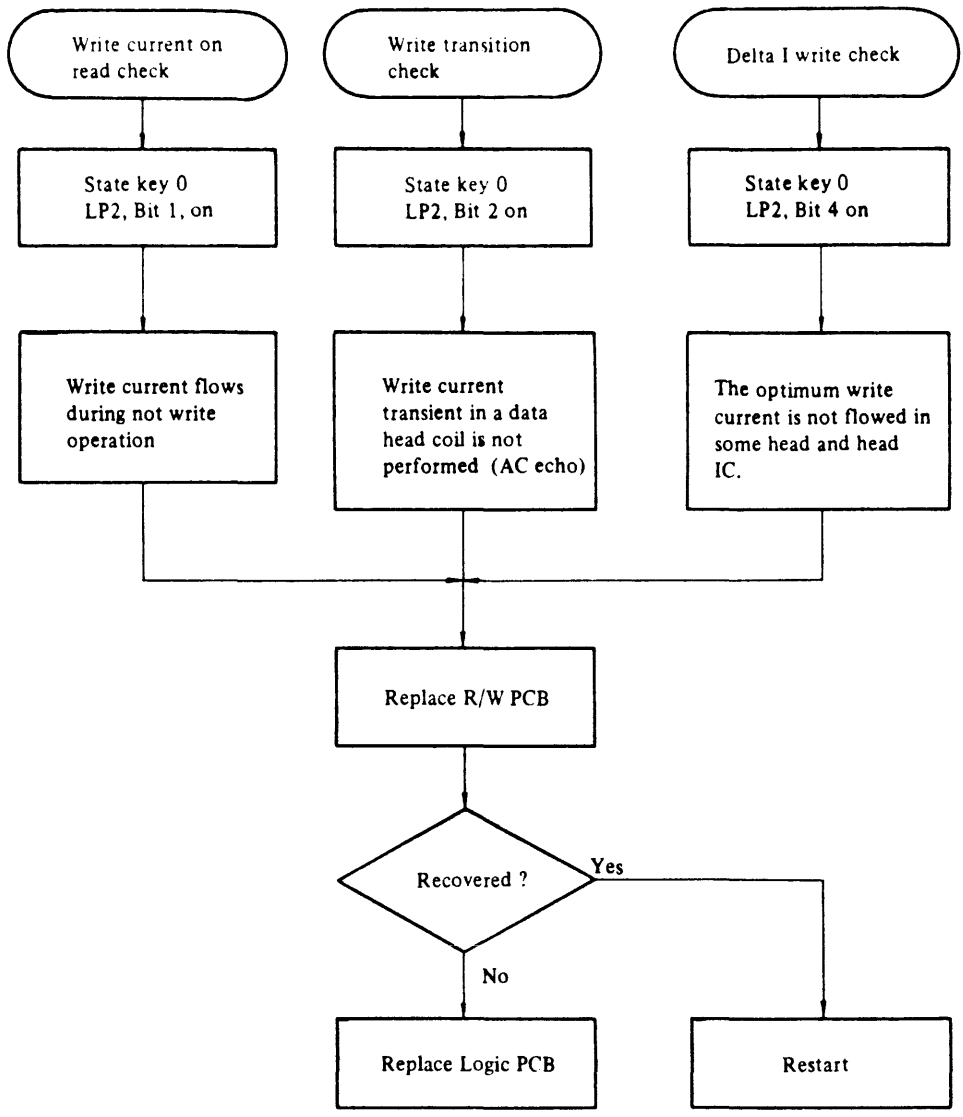 Write current on
read check
Write transition
check
Delta I write check
State key 0
LP2, Bit 1, on
State key 0
LP2, Bit 2 on
State key 0
LP2, Bit 4 on
Write current flows
during not write
operation
Write current
transient in a data
head coil is not
performed (AC echo)
The optimum write
current is not flowed in
some head and head
IC.
Replace R/W PCB
Recovered ?
Yes
No
Replace Logic PCB
Restart